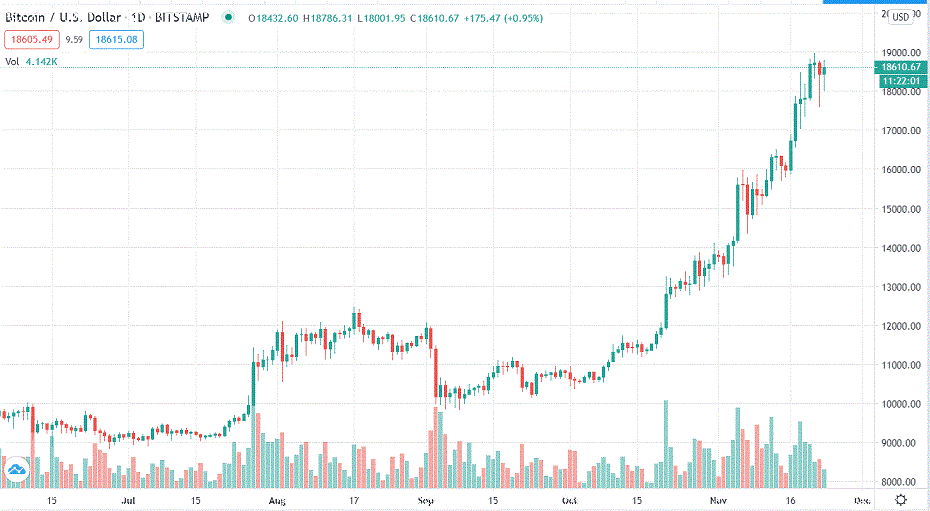 Bitcoin / U.S. Dollar · 1D · BITSTAMP O18432.60 H18786.31 L18001.95 C18610.67 +175.47 (+0.95%)
18605.49 9.59 18615.08
Vol 4.142K
USD
19000.00
18610.67
11:22:01
18000.00
17000.00
16000.00
15000.00
14000.00
13000.00
12000.00
11000.00
10000.00
9000.00
8000.00
15 Jul 15 Aug 17 Sep 15 Oct 15 Nov 16 Dec